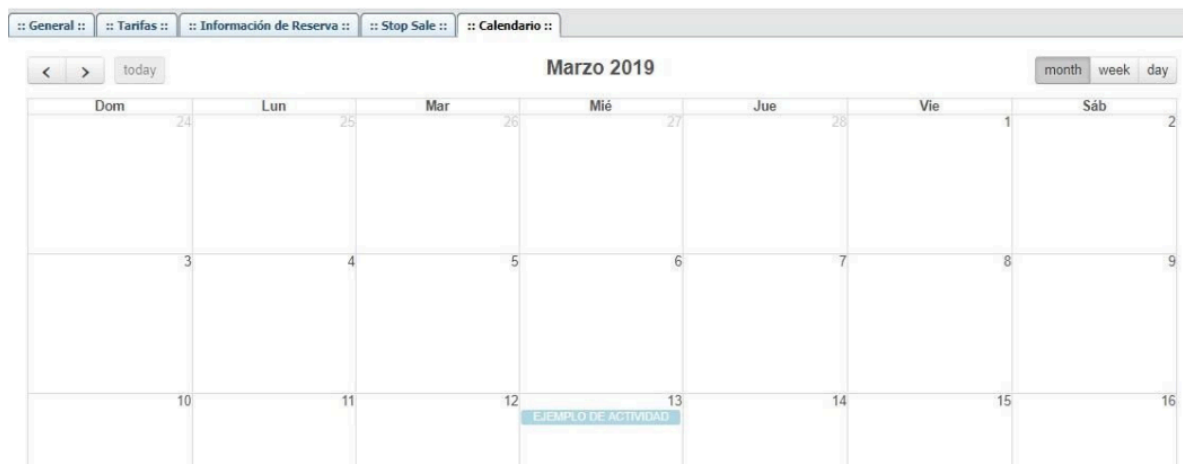 :: General :: :: Tarifas :: :: Información de Reserva :: :: Stop Sale :: :: Calendario ::
< > today Marzo 2019 month week day
Dom Lun Mar Mié Jue Vie Sáb
24 25 26 27 28 1 2
3 4 5 6 7 8 9
10 11 12 13 14 15 16
EJEMPLO DE ACTIVIDAD